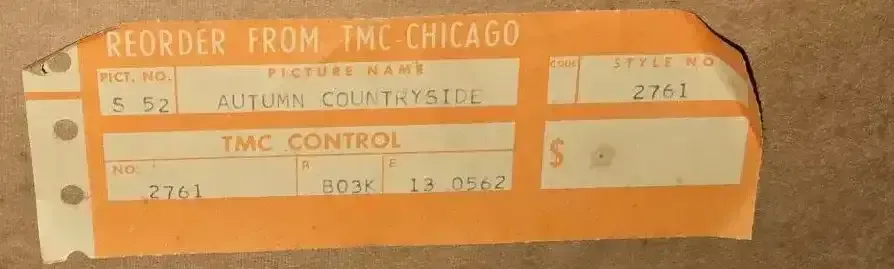 REORDER FROM TMC-CHICAGO
PICT. NO. PICTURE NAME CODE STYLE NO
S 52 AUTUMN COUNTRYSIDE 2761
TMC CONTROL
$
NO. R E
2761 B03K 13 0562